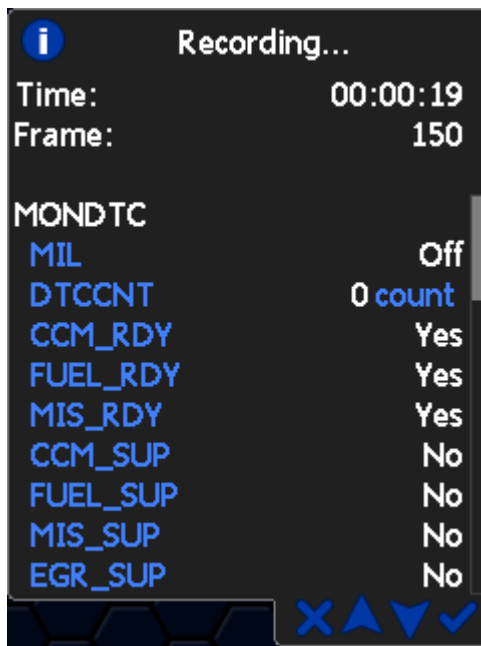 i Recording...
Time: 00:00:19
Frame: 150
MONDTC
MIL Off
DTCCNT 0 count
CCM_RDY Yes
FUEL_RDY Yes
MIS_RDY Yes
CCM_SUP No
FUEL_SUP No
MIS_SUP No
EGR_SUP No